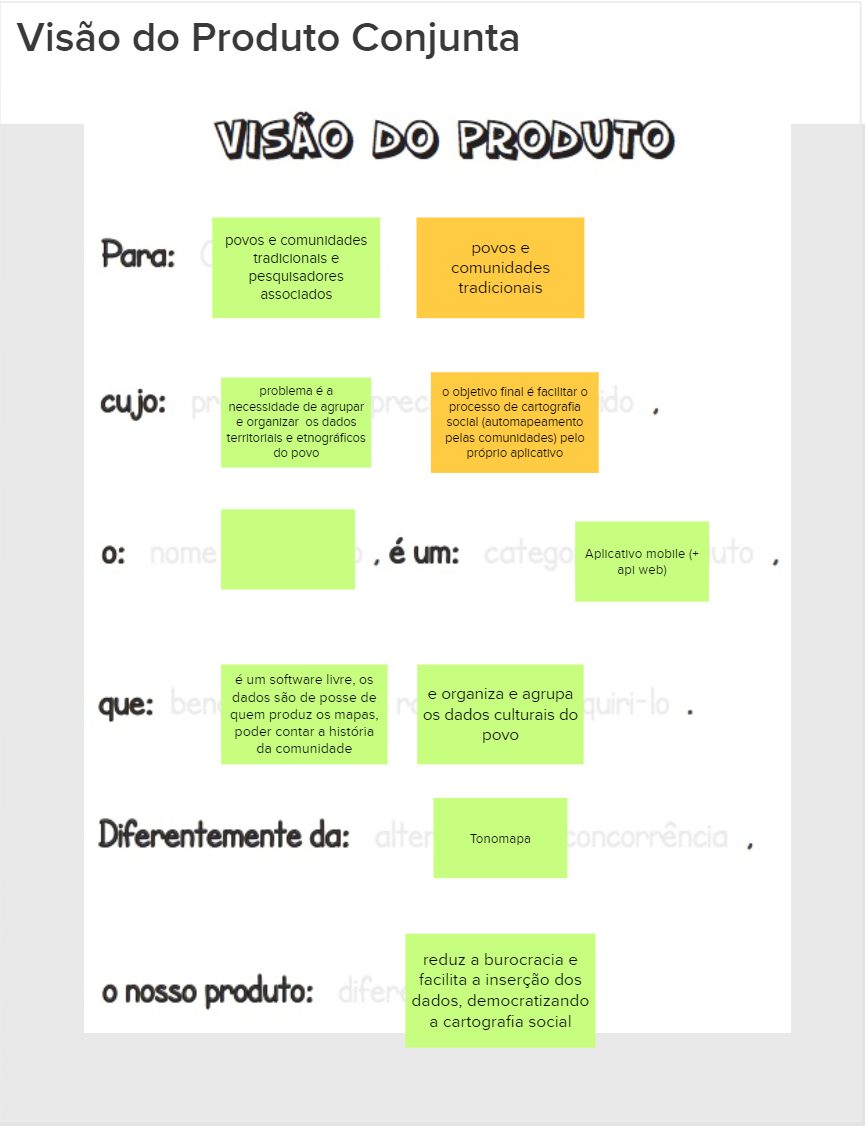 Visão do Produto Conjunta
VISÃO DO PRODUTO
Para:
povos e comunidades
tradicionais e
pesquisadores
associados
povos e
comunidades
tradicionais
cujo:
problema é a
necessidade de agrupar
e organizar os dados
territoriais e etnográficos
do povo
o objetivo final é facilitar o
processo de cartografia
social (automapeamento
pelas comunidades) pelo
próprio aplicativo
,
o: nome
, é um:
Aplicativo mobile (+
api web)
,
que:
é um software livre, os
dados são de posse de
quem produz os mapas,
poder contar a história
da comunidade
e organiza e agrupa
os dados culturais do
povo
.
Diferentemente da:
Tonomapa
concorrência ,
o nosso produto:
reduz a burocracia e
facilita a inserção dos
dados, democratizando
a cartografia social